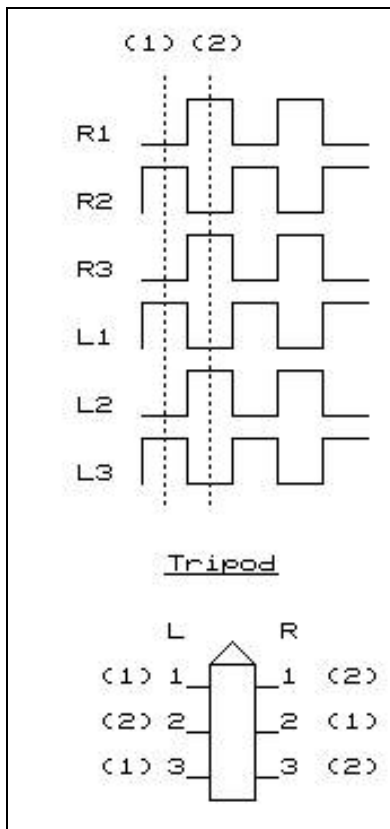 (1) (2)
R1
R2
R3
L1
L2
L3
Tripod
L R
(1) 1 1 (2)
(2) 2 2 (1)
(1) 3 3 (2)